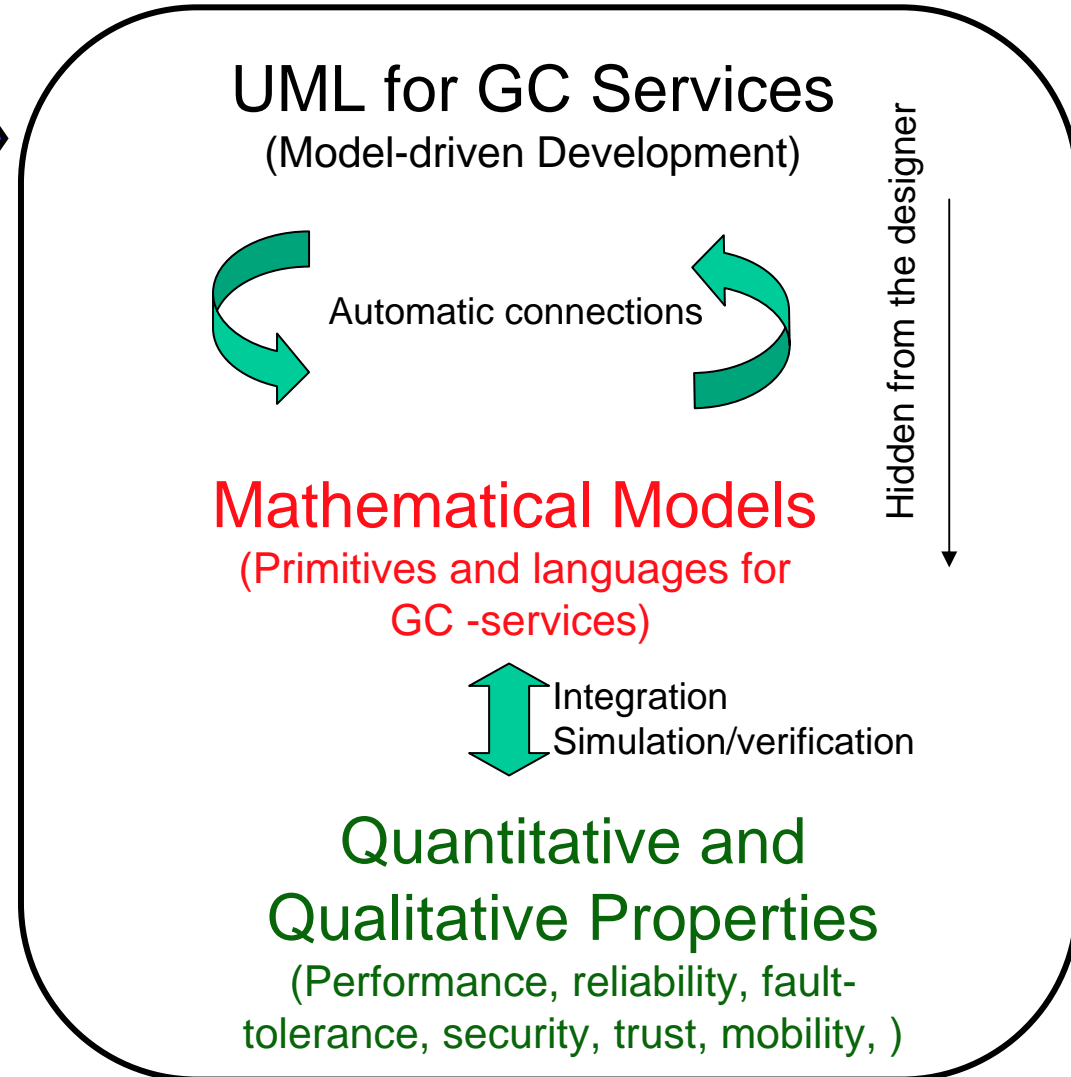 UML for GC Services
(Model-driven Development)
Hidden from the designer
Automatic connections
Mathematical Models
(Primitives and languages for
GC -services)
Integration
Simulation/verification
Quantitative and
Qualitative Properties
(Performance, reliability, fault-
tolerance, security, trust, mobility, )